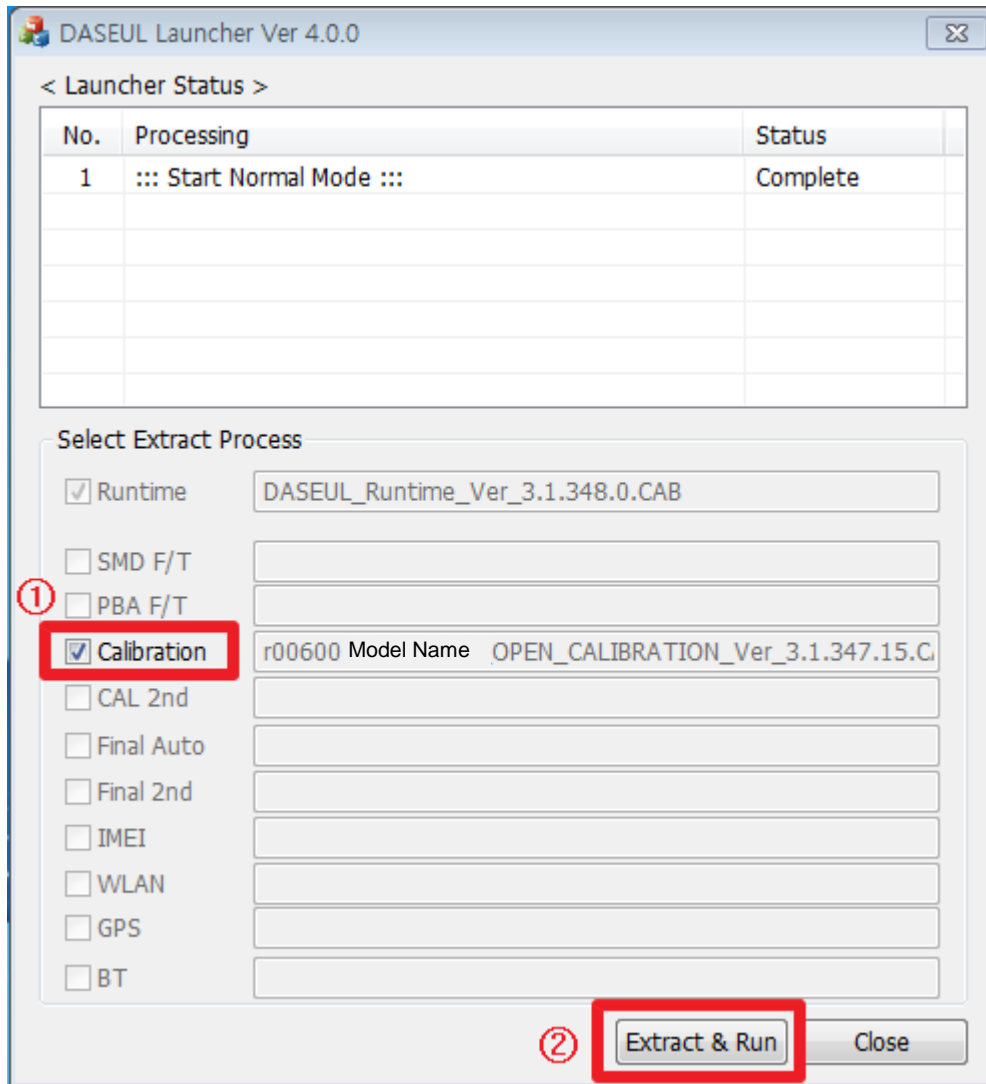 DASEUL Launcher Ver 4.0.0
< Launcher Status >
No. Processing Status
1 ::: Start Normal Mode ::: Complete
Select Extract Process
Runtime DASEUL_Runtime_Ver_3.1.348.0.CAB
SMD F/T
① PBA F/T
Calibration r00600 Model Name _OPEN_CALIBRATION_Ver_3.1.347.15.CA
CAL 2nd
Final Auto
Final 2nd
IMEI
WLAN
GPS
BT
② Extract & Run Close